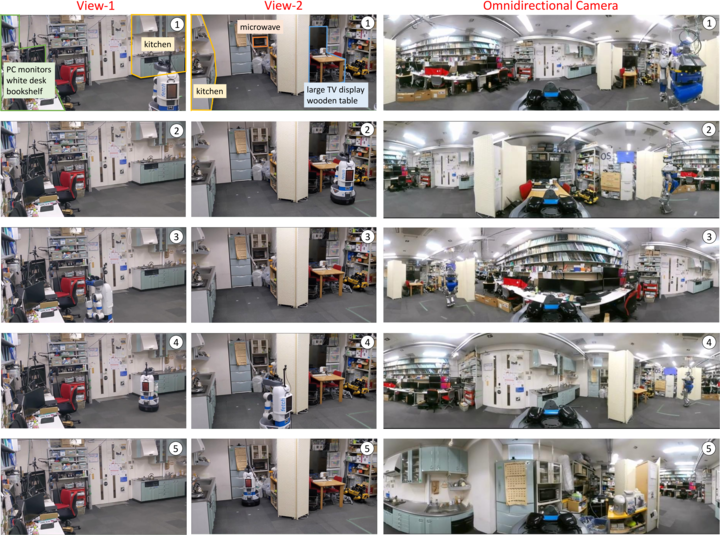 View-1
View-2
Omnidirectional Camera
1
kitchen
PC monitors
white desk
bookshelf
1
microwave
kitchen
large TV display
wooden table
1
2
2
2
OS
3
3
3
4
4
4
5
5
5